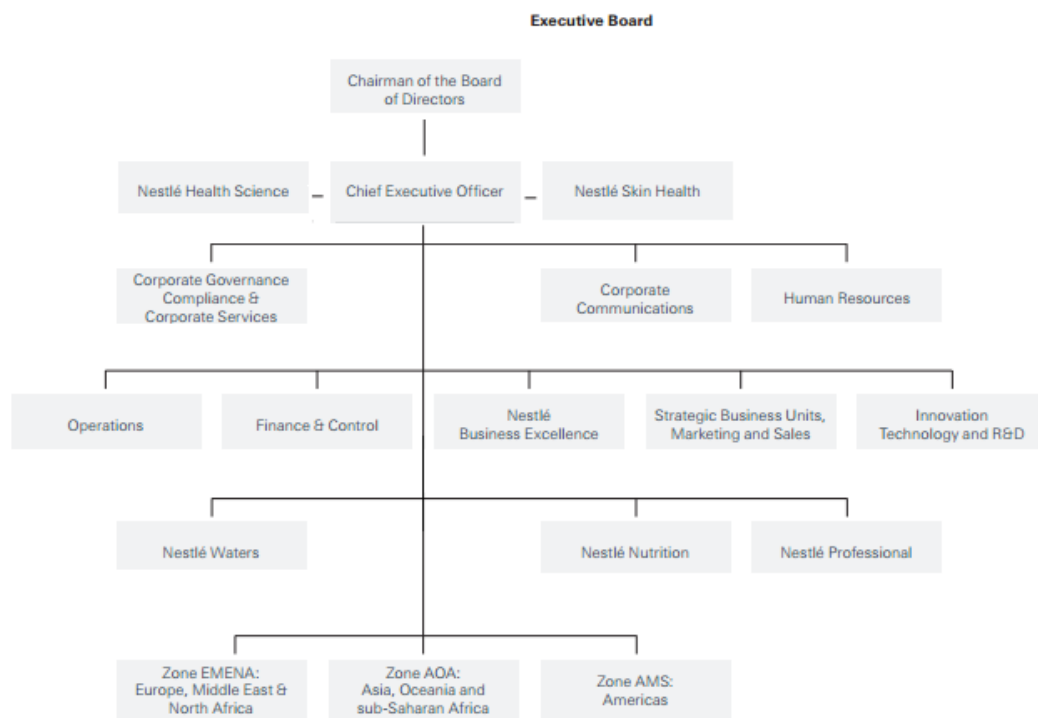 Executive Board
Chairman of the Board
of Directors
Nestlé Health Science
Chief Executive Officer
Nestlé Skin Health
Corporate Governance
Compliance &
Corporate Services
Corporate
Communications
Human Resources
Operations
Finance & Control
Nestlé
Business Excellence
Strategic Business Units,
Marketing and Sales
Innovation
Technology and R&D
Nestlé Waters
Nestlé Nutrition
Nestlé Professional
Zone EMENA:
Europe, Middle East &
North Africa
Zone AOA:
Asia, Oceania and
sub-Saharan Africa
Zone AMS:
Americas